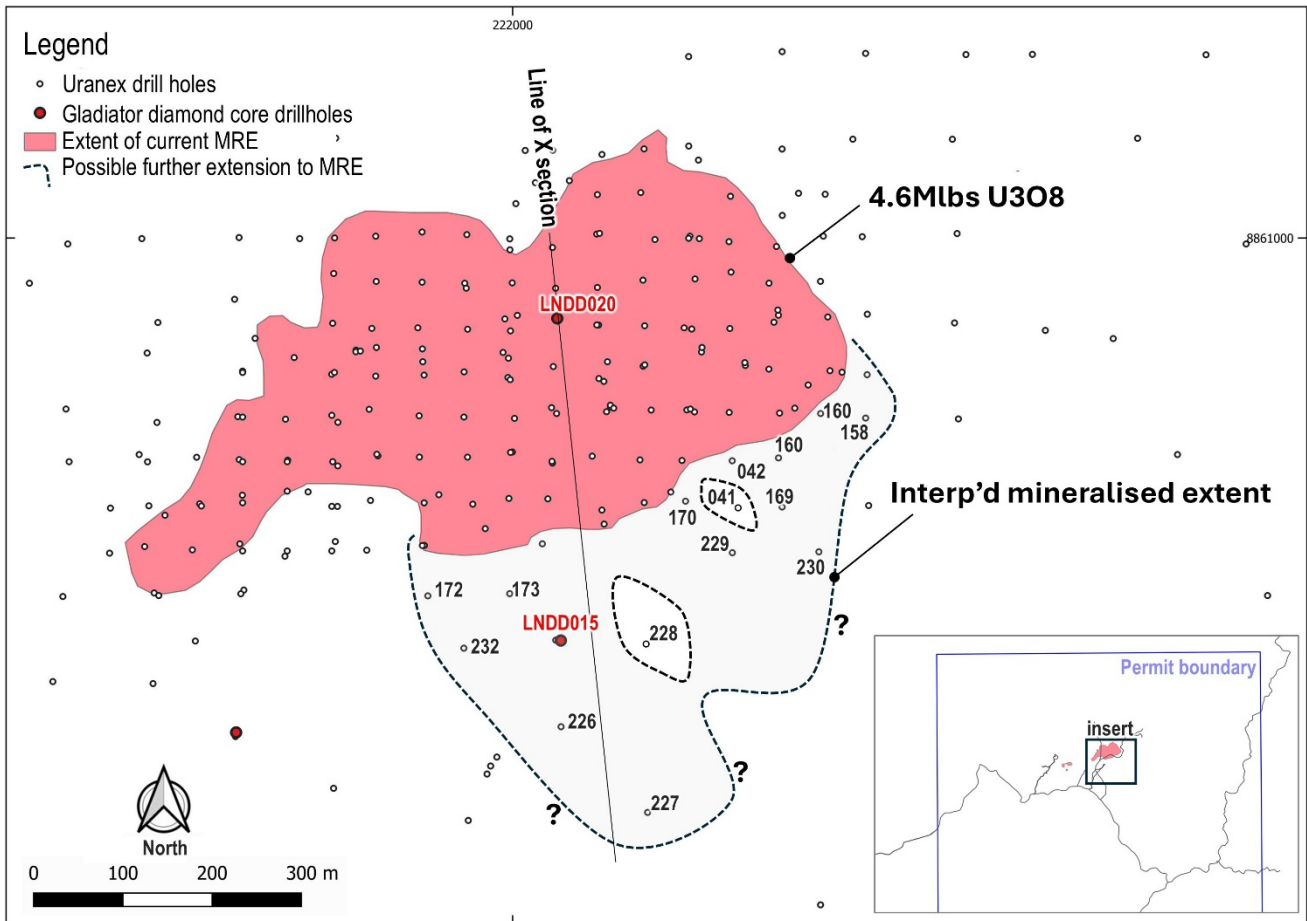 222000
Legend
Uranex drill holes
Gladiator diamond core drillholes
Extent of current MRE
Possible further extension to MRE
Line of X section
4.6Mlbs U3O8
8861000
LNDD020
160
158
160
042
041
169
170
Interp'd mineralised extent
229
230
172
173
LNDD015
?
228
232
Permit boundary
226
insert
?
227
?
North
0 100 200 300 m